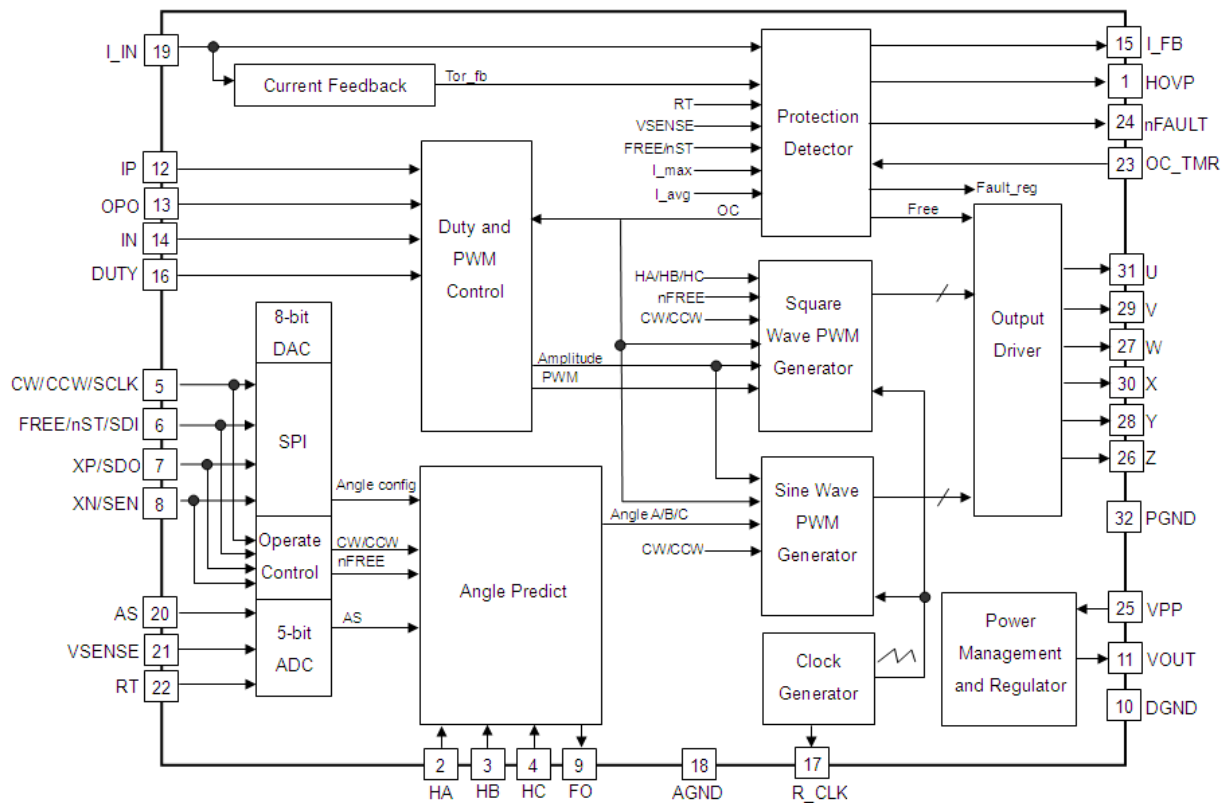 I_IN
19
Current Feedback
Tor_fb
RT
VSENSE
FREE/nST
I_max
I_avg
OC
Protection
Detector
15
I_FB
1
HOVP
24
nFAULT
23
OC_TMR
Fault_reg
Free
IP
12
OPO
13
IN
14
DUTY
16
Duty and
PWM
Control
Amplitude
PWM
HA/HB/HC
nFREE
CW/CCW
Square
Wave PWM
Generator
Output
Driver
31
U
29
V
27
W
30
X
28
Y
26
Z
32
PGND
8-bit
DAC
SPI
CW/CCW/SCLK
5
FREE/nST/SDI
6
XP/SDO
7
XN/SEN
8
Angle config
Operate
Control
CW/CCW
nFREE
AS
20
VSENSE
21
RT
22
5-bit
ADC
AS
Angle Predict
Angle A/B/C
CW/CCW
Sine Wave
PWM
Generator
Clock
Generator
Power
Management
and Regulator
25
VPP
11
VOUT
10
DGND
2
HA
3
HB
4
HC
9
FO
18
AGND
17
R_CLK